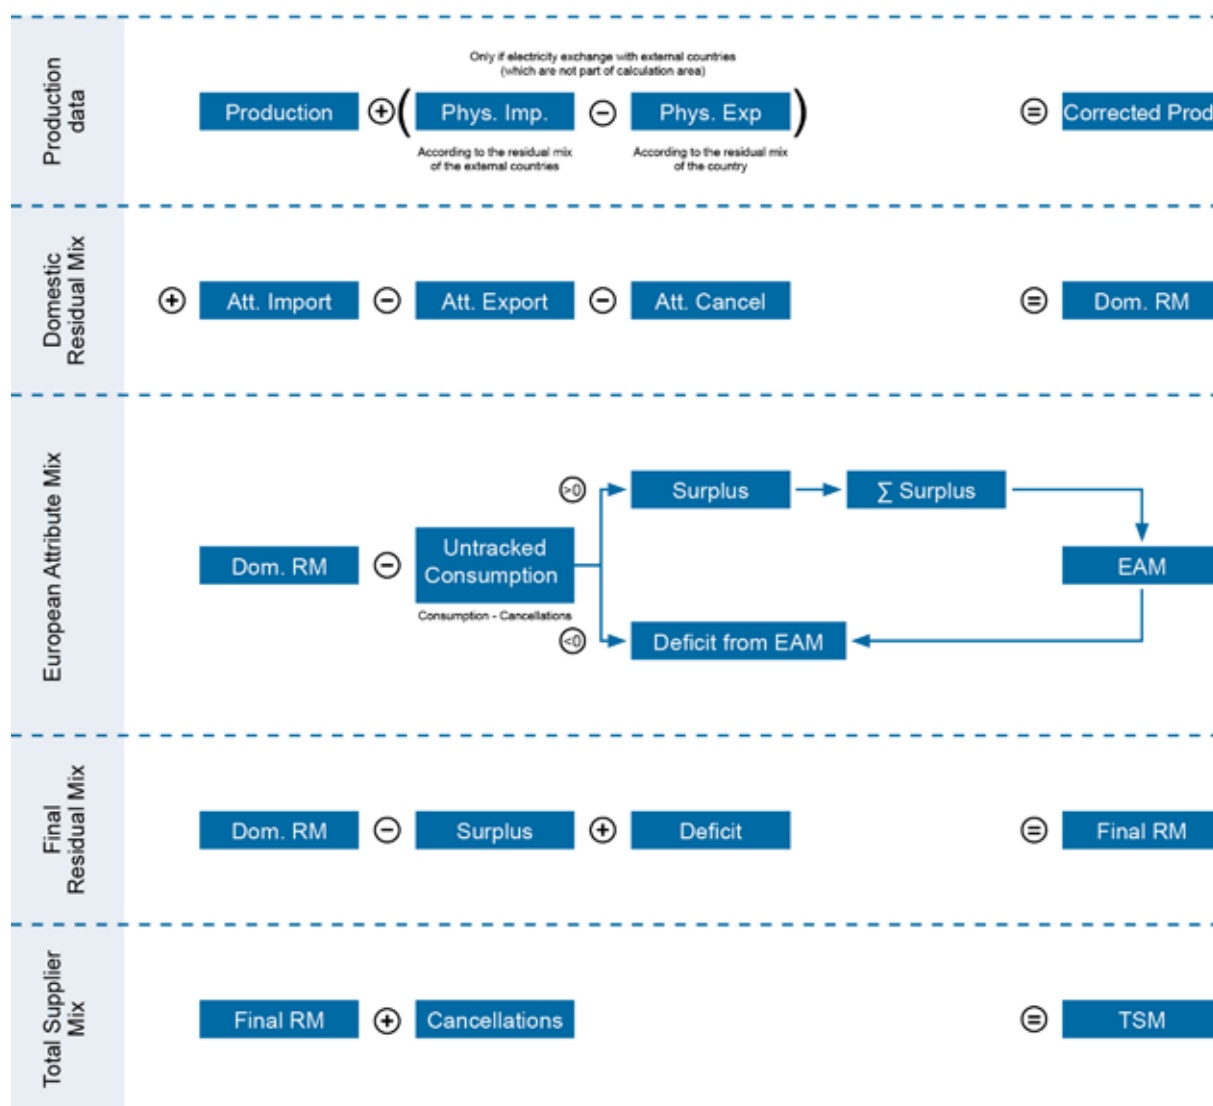 Production
data
Only if electricity exchange with external countries
(which are not part of calculation area)
Production + ( Phys. Imp. − Phys. Exp ) = Corrected Prod
According to the residual mix
of the external countries
According to the residual mix
of the country
Domestic
Residual Mix
+ Att. Import − Att. Export − Att. Cancel = Dom. RM
European Attribute Mix
>0 Surplus ∑ Surplus
Dom. RM − Untracked
Consumption
EAM
Consumption - Cancellations
<0 Deficit from EAM
Final
Residual Mix
Dom. RM − Surplus + Deficit = Final RM
Total Supplier
Mix
Final RM + Cancellations = TSM